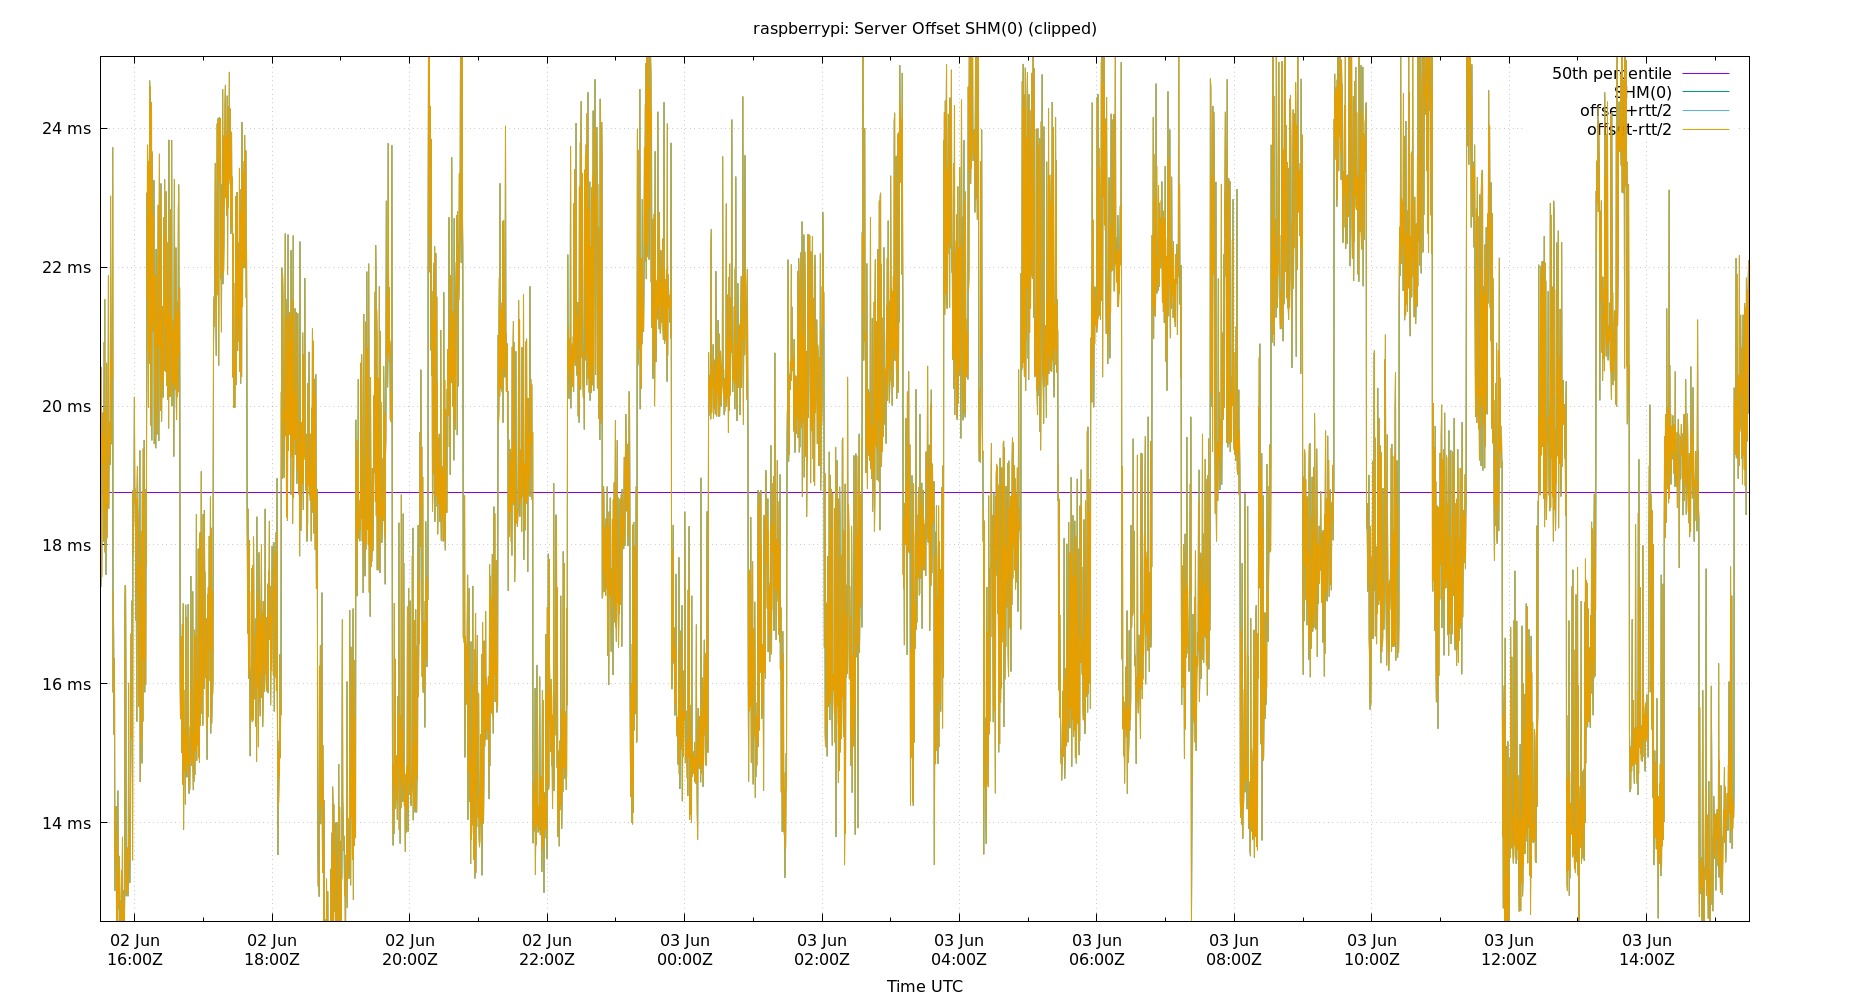 raspberrypi: Server Offset SHM(0) (clipped)
50th percentile
SHM(0)
offset+rtt/2
offset-rtt/2
24 ms
22 ms
20 ms
18 ms
16 ms
14 ms
02 Jun 02 Jun 02 Jun 02 Jun 03 Jun 03 Jun 03 Jun 03 Jun 03 Jun 03 Jun 03 Jun 03 Jun
16:00Z 18:00Z 20:00Z 22:00Z 00:00Z 02:00Z 04:00Z 06:00Z 08:00Z 10:00Z 12:00Z 14:00Z
Time UTC